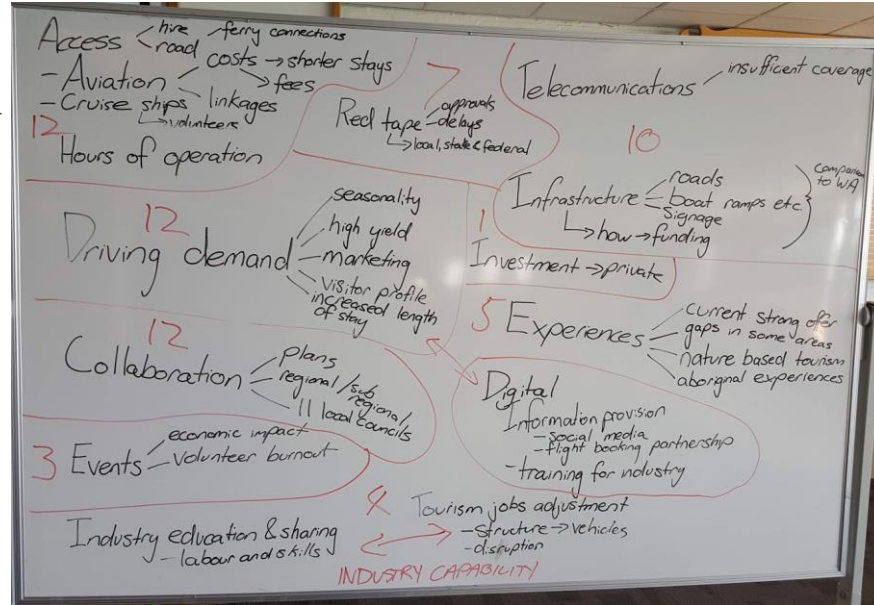 Access
hire
road
ferry connections
- Aviation
costs → shorter stays
fees
linkages
- Cruise ships
volunteers
12
Hours of operation
7
Red tape
approvals
delays
local, state & federal
Telecommunications
insufficient coverage
10
Infrastructure
roads
boat ramps etc
Signage
how → funding
comparison
to WA
12
Driving demand
seasonality
high yield
marketing
visitor profile
increased length
of stay
1
Investment → private
5 Experiences
current strong offer
gaps in some areas
nature based tourism
aboriginal experiences
12
Collaboration
plans
regional / sub
regional /
11 local councils
Digital
Information provision
- social media
- flight booking partnership
- training for industry
3 Events
economic impact
volunteer burnout
4
Tourism jobs adjustment
- Structure → vehicles
- disruption
Industry education & sharing
- labour and skills
INDUSTRY CAPABILITY